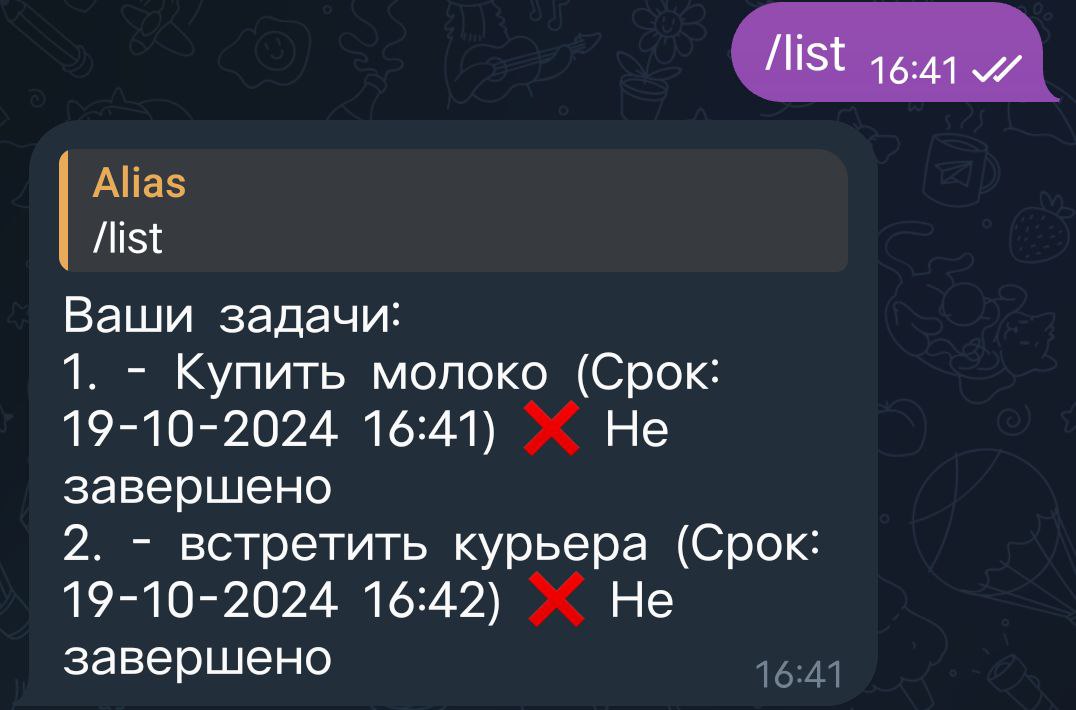 /list 16:41
Alias
/list
Ваши задачи:
1. - Купить молоко (Срок:
19-10-2024 16:41) ❌ Не
завершено
2. - встретить курьера (Срок:
19-10-2024 16:42) ❌ Не
завершено
16:41